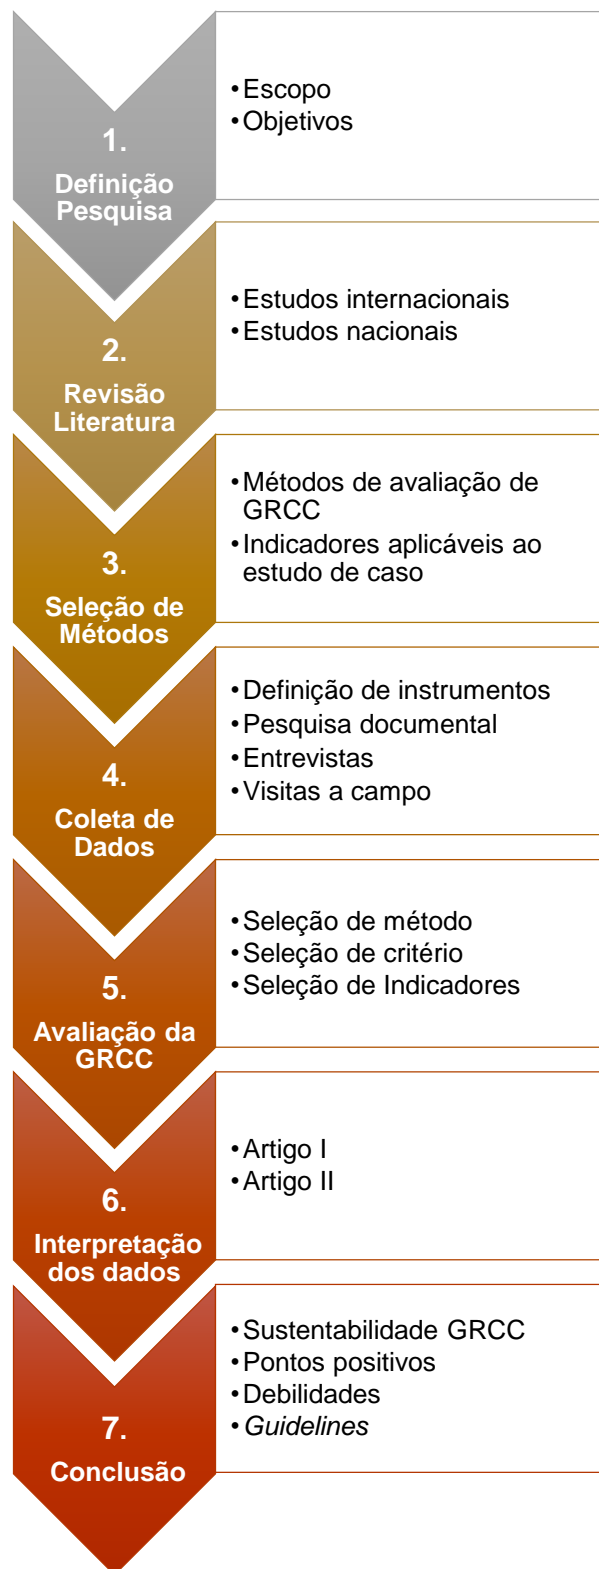 1.
Definição
Pesquisa
•Escopo
•Objetivos
2.
Revisão
Literatura
•Estudos internacionais
•Estudos nacionais
3.
Seleção de
Métodos
•Métodos de avaliação de
GRCC
•Indicadores aplicáveis ao
estudo de caso
4.
Coleta de
Dados
•Definição de instrumentos
•Pesquisa documental
•Entrevistas
•Visitas a campo
5.
Avaliação da
GRCC
•Seleção de método
•Seleção de critério
•Seleção de Indicadores
6.
Interpretação
dos dados
•Artigo I
•Artigo II
7.
Conclusão
•Sustentabilidade GRCC
•Pontos positivos
•Debilidades
•Guidelines